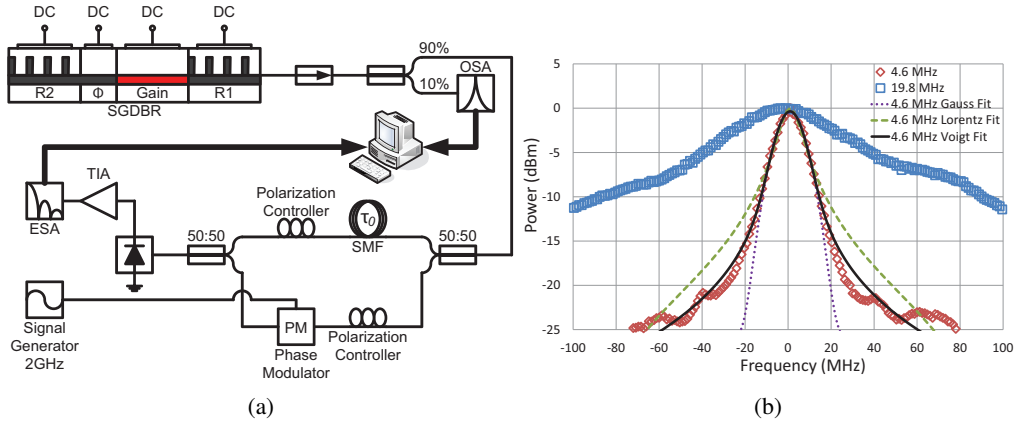 DC DC DC DC
90%
OSA
10%
R2 Φ Gain R1
SGDBR
TIA
ESA
Polarization
Controller
τ0
SMF
50:50
50:50
Signal
Generator
2GHz
PM
Phase
Modulator
Polarization
Controller
(a)
Power (dBm)
5
0
-5
-10
-15
-20
-25
-100 -80 -60 -40 -20 0 20 40 60 80 100
Frequency (MHz)
4.6 MHz
19.8 MHz
4.6 MHz Gauss Fit
4.6 MHz Lorentz Fit
4.6 MHz Voigt Fit
(b)